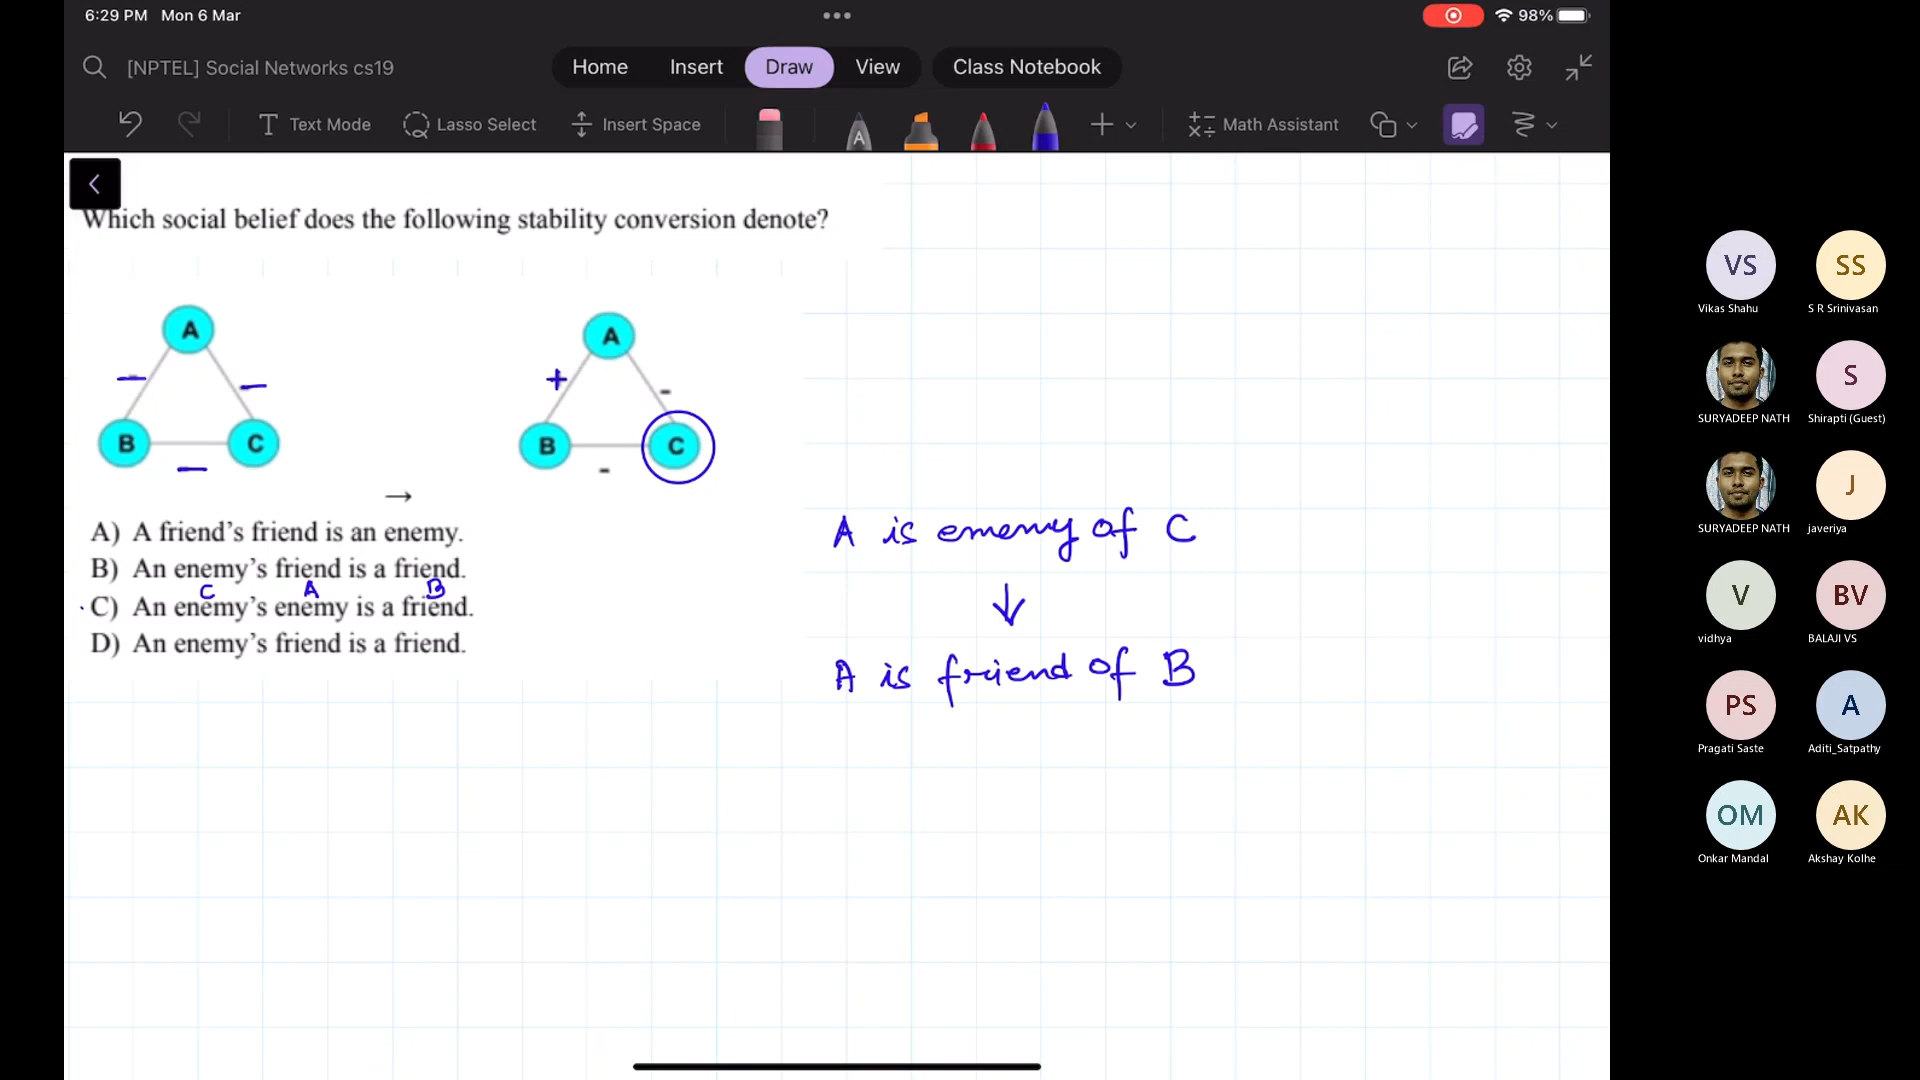 6:29 PM Mon 6 Mar
98%
[NPTEL] Social Networks cs19
Home Insert Draw View Class Notebook
Text Mode Lasso Select Insert Space A Math Assistant
Which social belief does the following stability conversion denote?
A A
– – + -
B C B C
– -
→
A) A friend's friend is an enemy.
B) An enemy's friend is a friend.
C A B
C) An enemy's enemy is a friend.
D) An enemy's friend is a friend.
A is enemy of C
↓
A is friend of B
VS SS
Vikas Shahu S R Srinivasan
S
SURYADEEP NATH Shirapti (Guest)
J
SURYADEEP NATH javeriya
V BV
vidhya BALAJI VS
PS A
Pragati Saste Aditi_Satpathy
OM AK
Onkar Mandal Akshay Kolhe